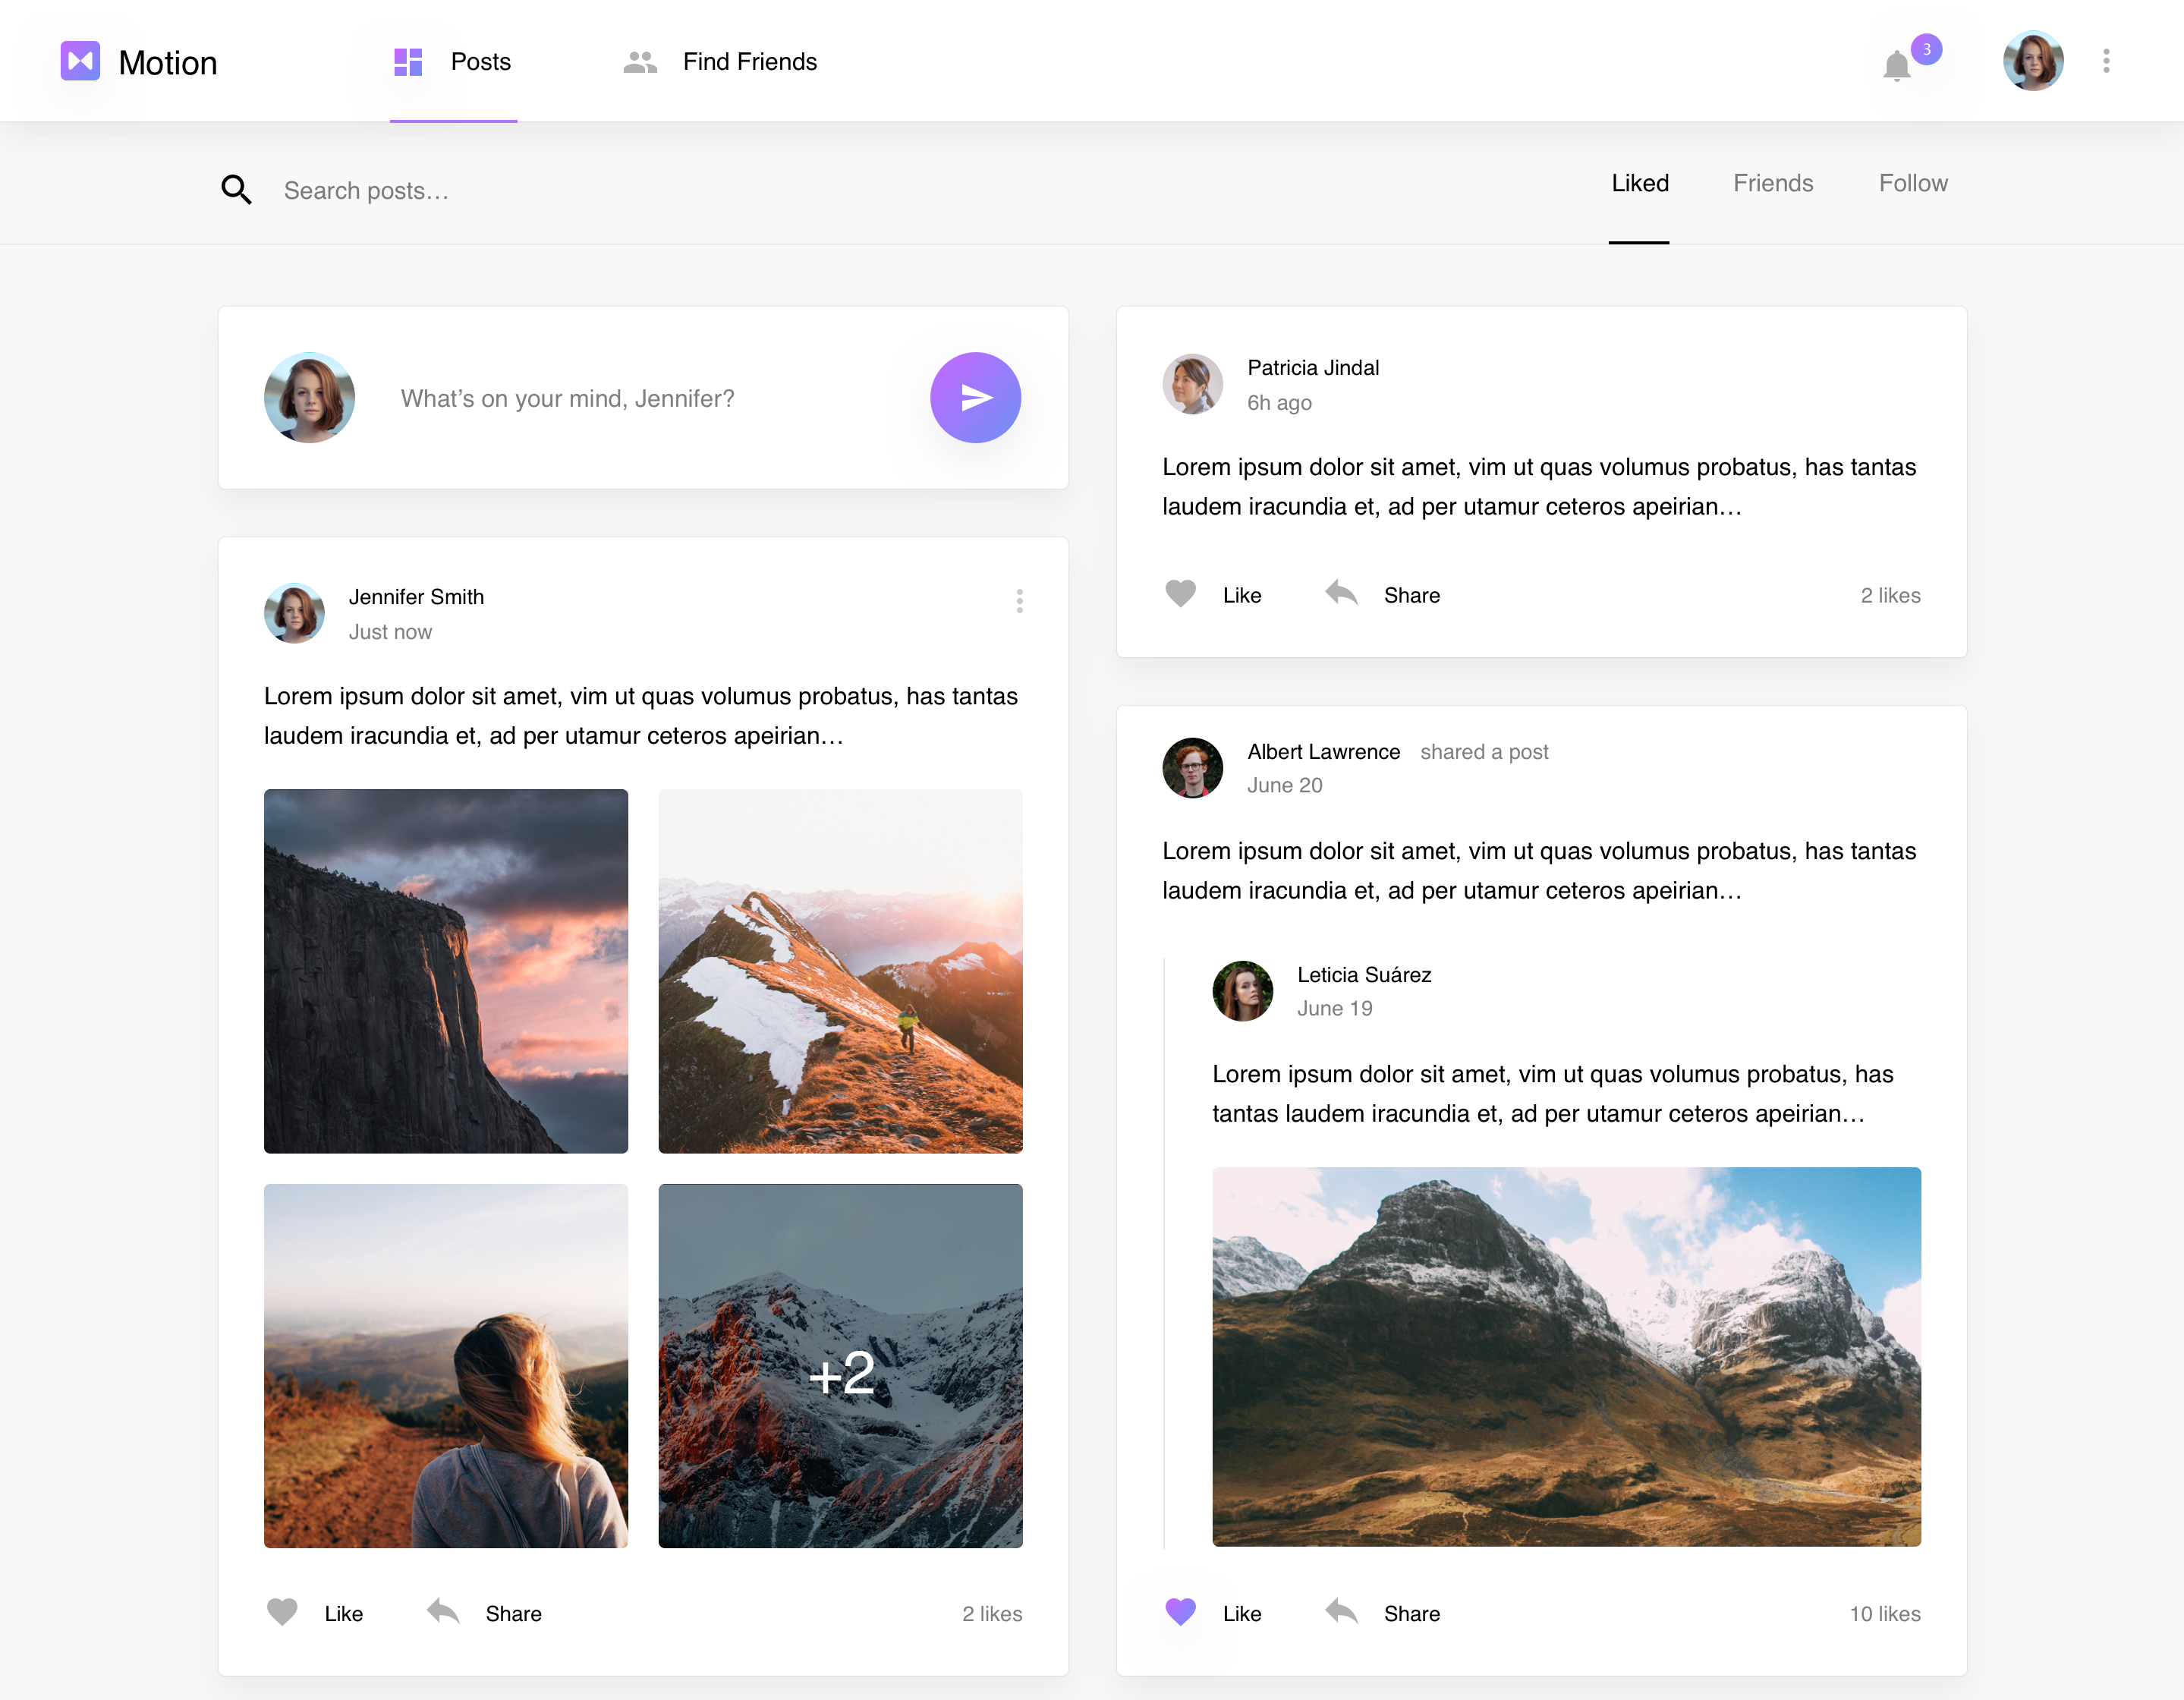 Motion
Posts
Find Friends
3
Search posts…
Liked
Friends
Follow
What’s on your mind, Jennifer?
Jennifer Smith
Just now
Lorem ipsum dolor sit amet, vim ut quas volumus probatus, has tantas
laudem iracundia et, ad per utamur ceteros apeirian…
+2
Like
Share
2 likes
Patricia Jindal
6h ago
Lorem ipsum dolor sit amet, vim ut quas volumus probatus, has tantas
laudem iracundia et, ad per utamur ceteros apeirian…
Like
Share
2 likes
Albert Lawrence shared a post
June 20
Lorem ipsum dolor sit amet, vim ut quas volumus probatus, has tantas
laudem iracundia et, ad per utamur ceteros apeirian…
Leticia Suárez
June 19
Lorem ipsum dolor sit amet, vim ut quas volumus probatus, has
tantas laudem iracundia et, ad per utamur ceteros apeirian…
Like
Share
10 likes